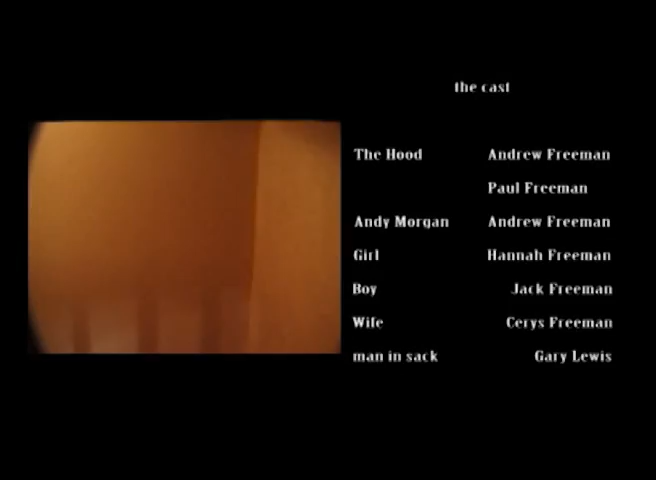 the cast
The Hood Andrew Freeman
Paul Freeman
Andy Morgan Andrew Freeman
Girl Hannah Freeman
Boy Jack Freeman
Wife Cerys Freeman
man in sack Gary Lewis